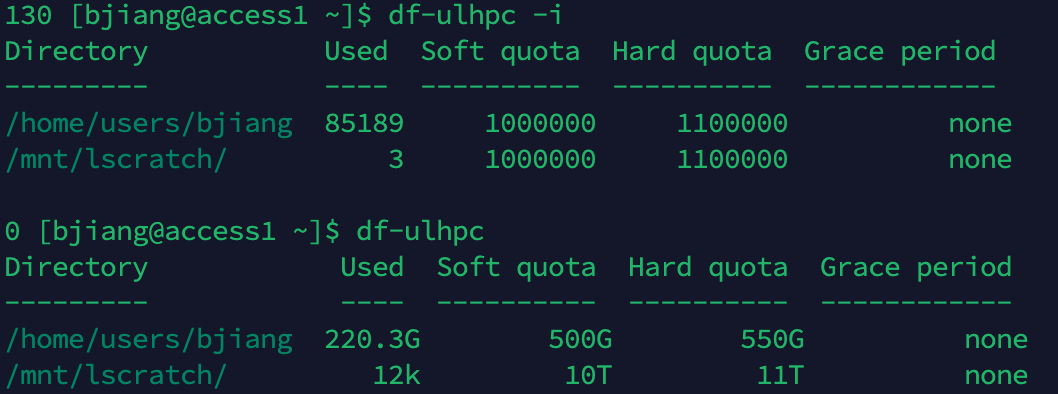 130 [bjiang@access1 ~]$ df-ulhpc -i
Directory           Used  Soft quota  Hard quota  Grace period
---------           ----  ----------  ----------  ------------
/home/users/bjiang  85189     1000000     1100000          none
/mnt/lscratch/          3     1000000     1100000          none

0 [bjiang@access1 ~]$ df-ulhpc
Directory            Used  Soft quota  Hard quota  Grace period
---------            ----  ----------  ----------  ------------
/home/users/bjiang  220.3G        500G        550G          none
/mnt/lscratch/         12k         10T         11T          none